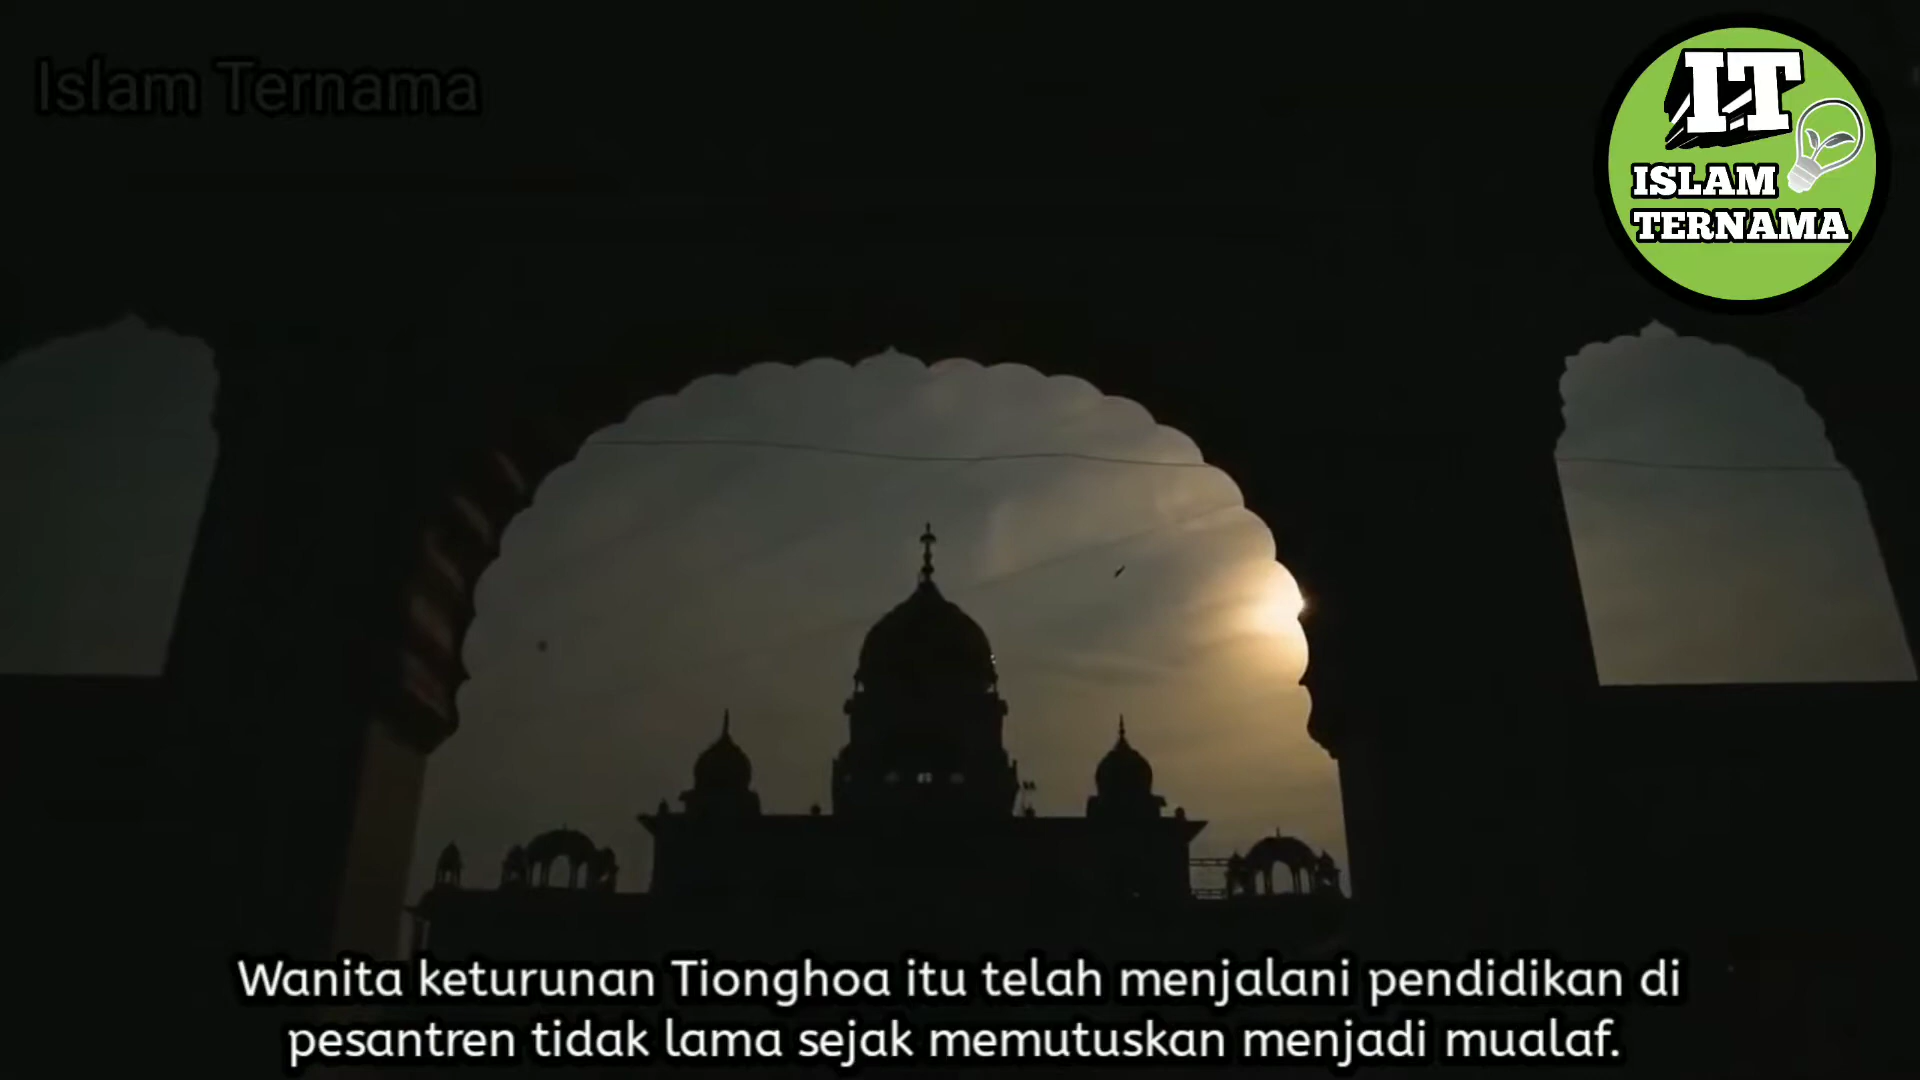 Islam Ternama
IT
ISLAM
TERNAMA
Wanita keturunan Tionghoa itu telah menjalani pendidikan di
pesantren tidak lama sejak memutuskan menjadi mualaf.